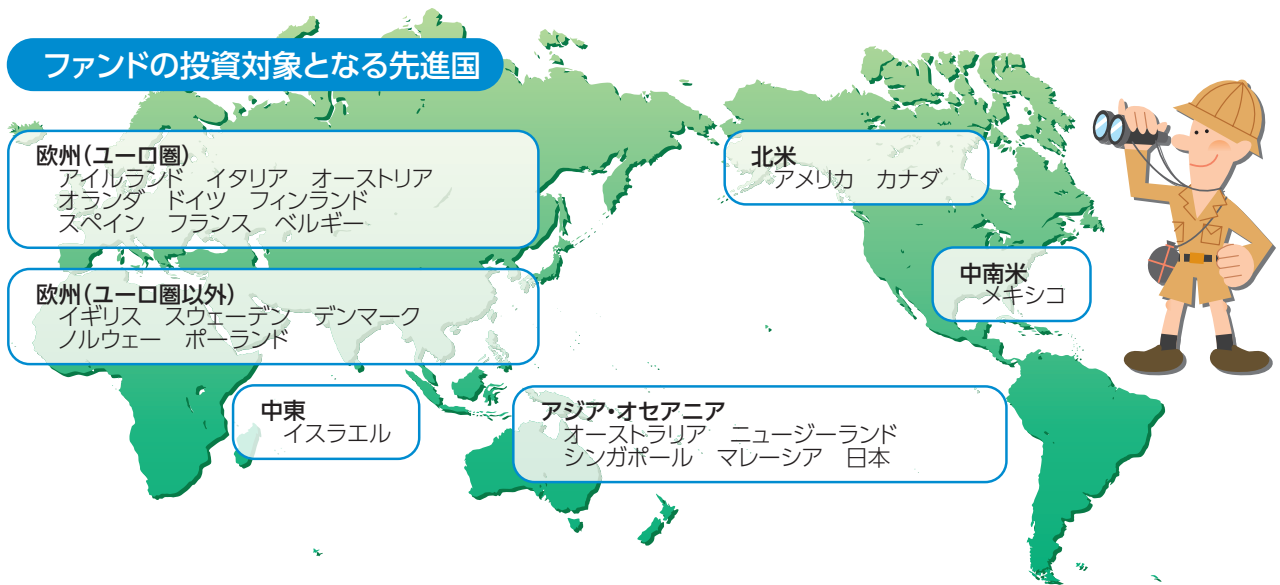 ファンドの投資対象となる先進国
欧州(ユーロ圏)
アイルランド　イタリア　オーストリア
オランダ　ドイツ　フィンランド
スペイン　フランス　ベルギー
欧州(ユーロ圏以外)
イギリス　スウェーデン　デンマーク
ノルウェー　ポーランド
中東
イスラエル
アジア・オセアニア
オーストラリア　ニュージーランド
シンガポール　マレーシア　日本
北米
アメリカ　カナダ
中南米
メキシコ